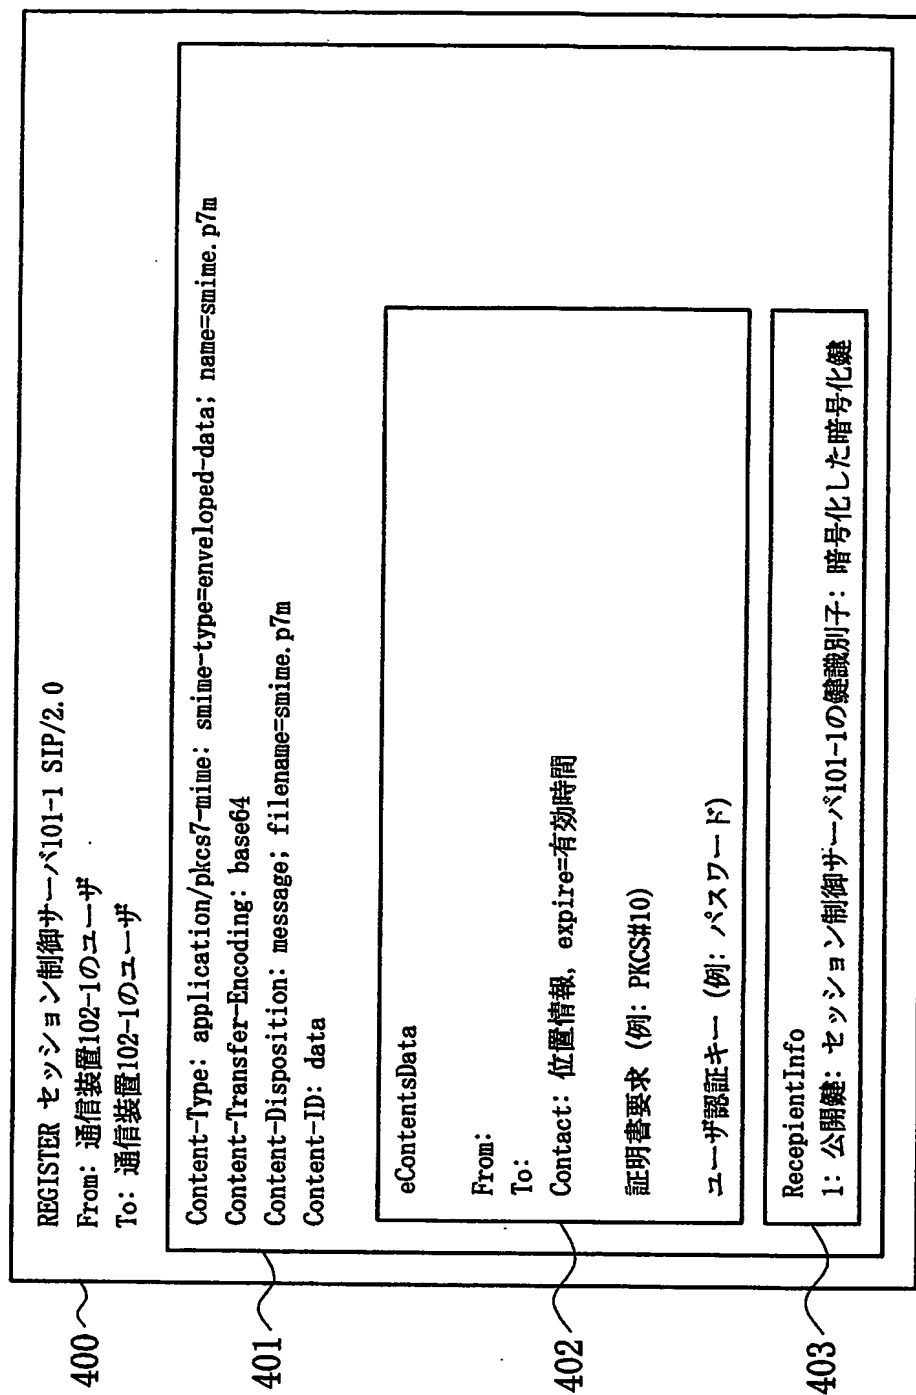 400
REGISTER セッション制御サーバ101-1 SIP/2.0
From: 通信装置102-1のユーザ
To: 通信装置102-1のユーザ
401
Content-Type: application/pkcs7-mime: smime-type=enveloped-data; name=smime.p7m
Content-Transfer-Encoding: base64
Content-Disposition: message; filename=smime.p7m
Content-ID: data
402
eContentsData
From:
To:
Contact: 位置情報, expire=有効時間
証明書要求 (例: PKCS#10)
ユーザ認証キー (例: パスワード)
403
RecepientInfo
1: 公開鍵: セッション制御サーバ101-1の鍵識別子: 暗号化した暗号化鍵